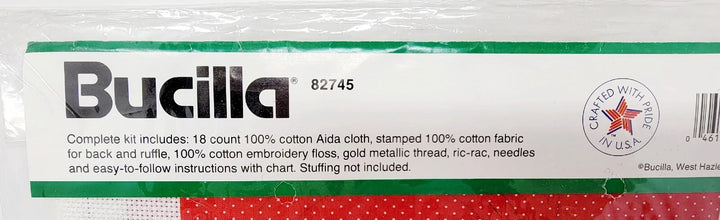 Bucilla® 82745
Complete kit includes: 18 count 100% cotton Aida cloth, stamped 100% cotton fabric
for back and ruffle, 100% cotton embroidery floss, gold metallic thread, ric-rac, needles
and easy-to-follow instructions with chart. Stuffing not included.
CRAFTED WITH PRIDE
IN U.S.A.
0 461
©Bucilla, West Hazle